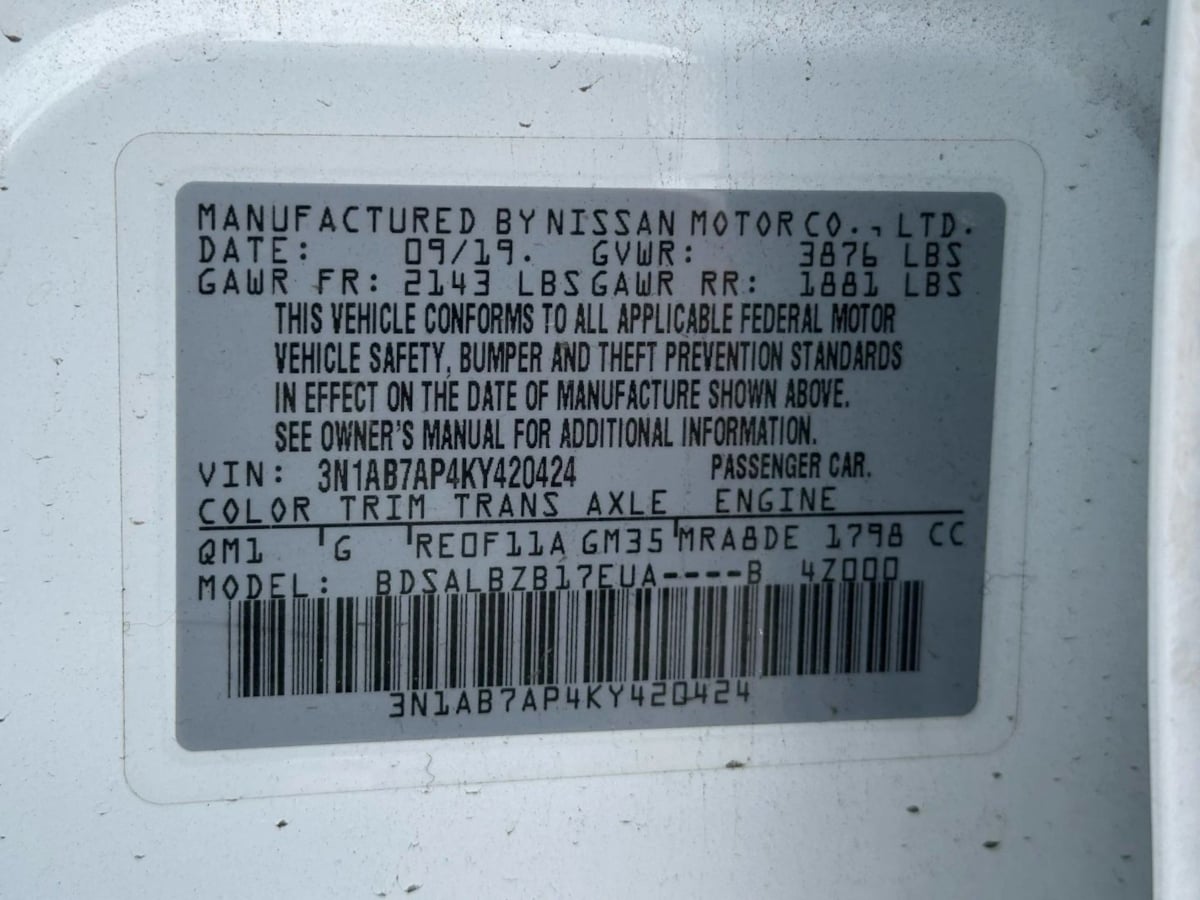 MANUFACTURED BY NISSAN MOTOR CO., LTD.
DATE: 09/19. GVWR: 3876 LBS
GAWR FR: 2143 LBS GAWR RR: 1881 LBS
THIS VEHICLE CONFORMS TO ALL APPLICABLE FEDERAL MOTOR
VEHICLE SAFETY, BUMPER AND THEFT PREVENTION STANDARDS
IN EFFECT ON THE DATE OF MANUFACTURE SHOWN ABOVE.
SEE OWNER'S MANUAL FOR ADDITIONAL INFORMATION.
VIN: 3N1AB7AP4KY420424 PASSENGER CAR.
COLOR TRIM TRANS AXLE ENGINE
QM1 G RE0F11A GM35 MRA8DE 1798 CC
MODEL: BDSALBZB17EUA----B 4Z000
3N1AB7AP4KY420424